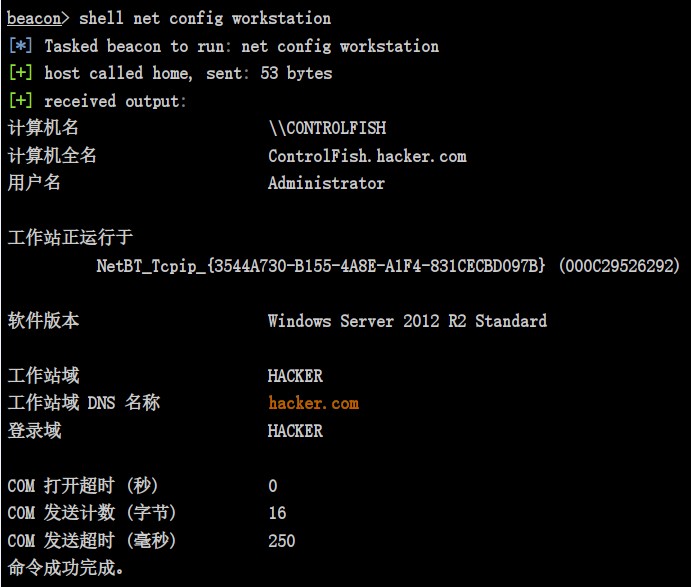 beacon> shell net config workstation
[*] Tasked beacon to run: net config workstation
[+] host called home, sent: 53 bytes
[+] received output:
计算机名 \\CONTROLFISH
计算机全名 ControlFish.hacker.com
用户名 Administrator
工作站正运行于
NetBT_Tcpip_{3544A730-B155-4A8E-A1F4-831CECBD097B} (000C29526292)
软件版本 Windows Server 2012 R2 Standard
工作站域 HACKER
工作站域 DNS 名称 hacker.com
登录域 HACKER
COM 打开超时 (秒) 0
COM 发送计数 (字节) 16
COM 发送超时 (毫秒) 250
命令成功完成。